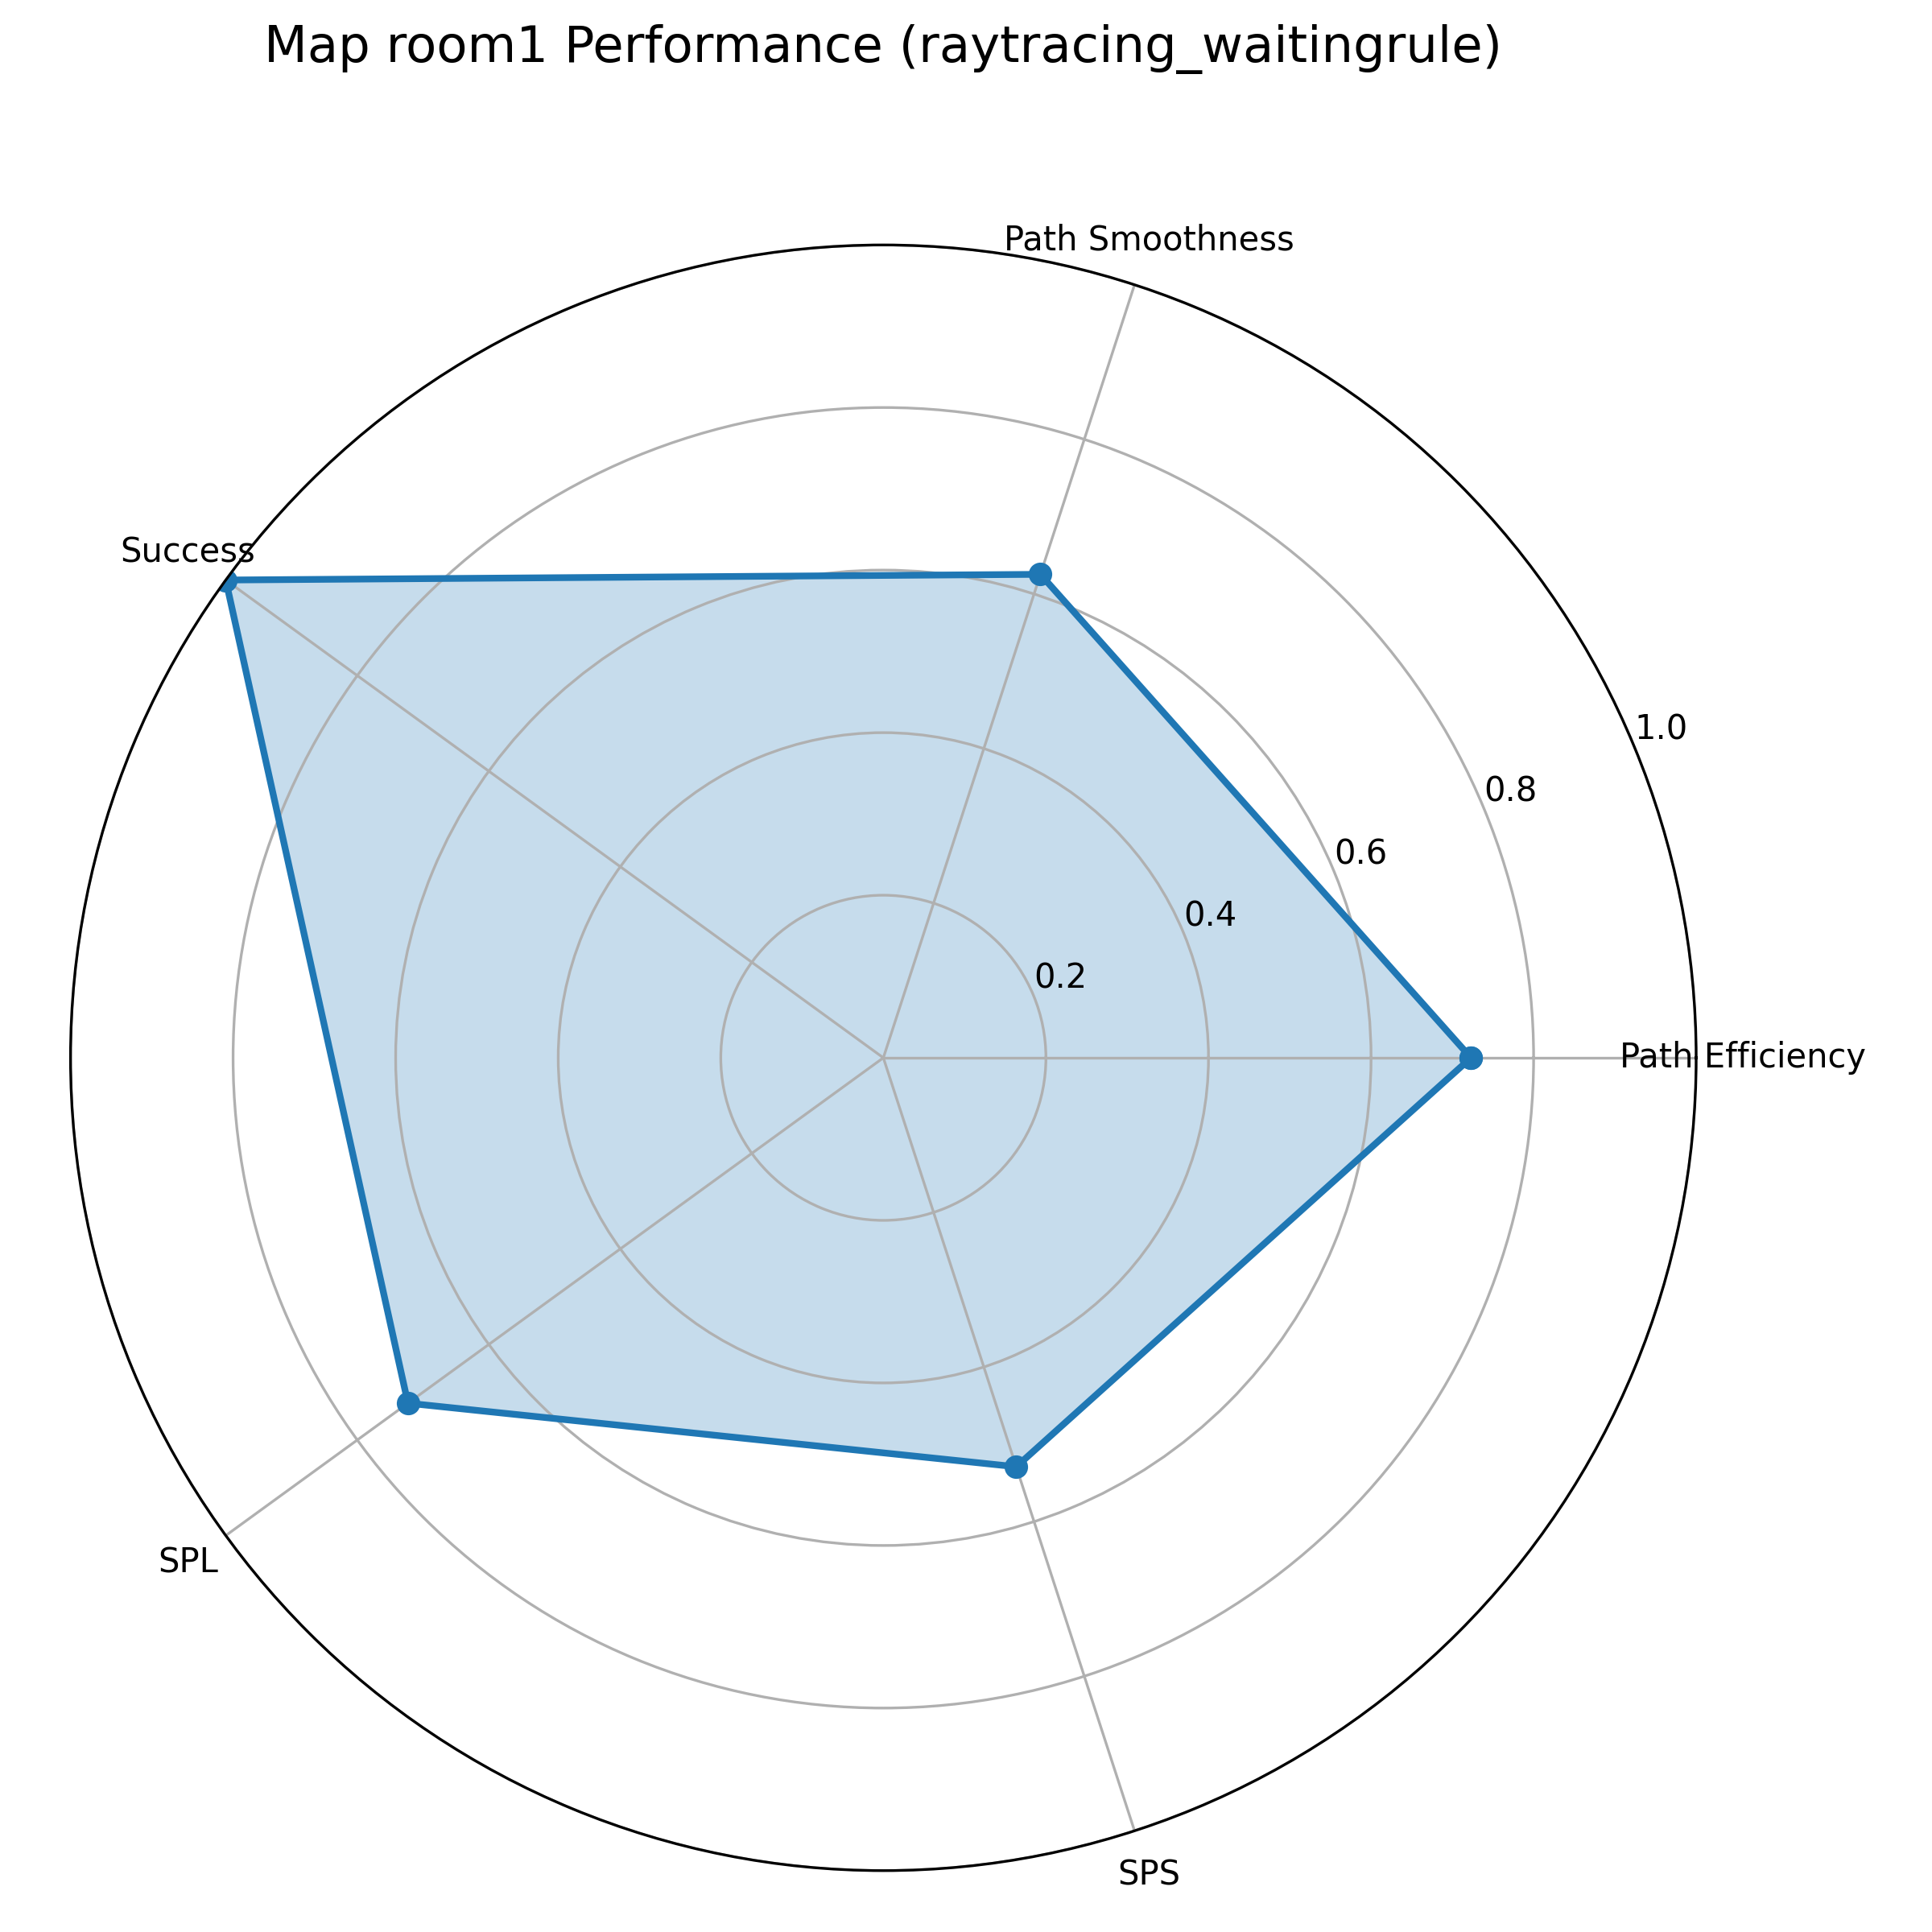 Map room1 Performance (raytracing_waitingrule)
Path Smoothness
Success
1.0
0.8
0.6
0.4
0.2
Path Efficiency
SPL
SPS